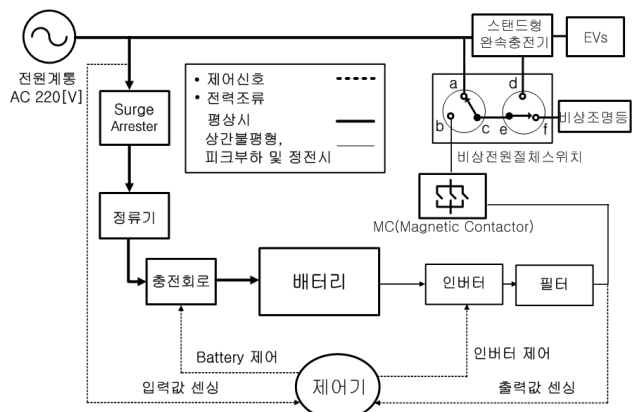 전원계통
AC 220[V]
스탠드형
완속충전기
EVs
• 제어신호
• 전력조류
평상시
상간불평형,
피크부하 및 정전시
Surge
Arrester
a
d
b
c
e
f
비상조명등
비상전원절체스위치
MC(Magnetic Contactor)
정류기
충전회로
배터리
인버터
필터
Battery 제어
인버터 제어
입력값 센싱
제어기
출력값 센싱